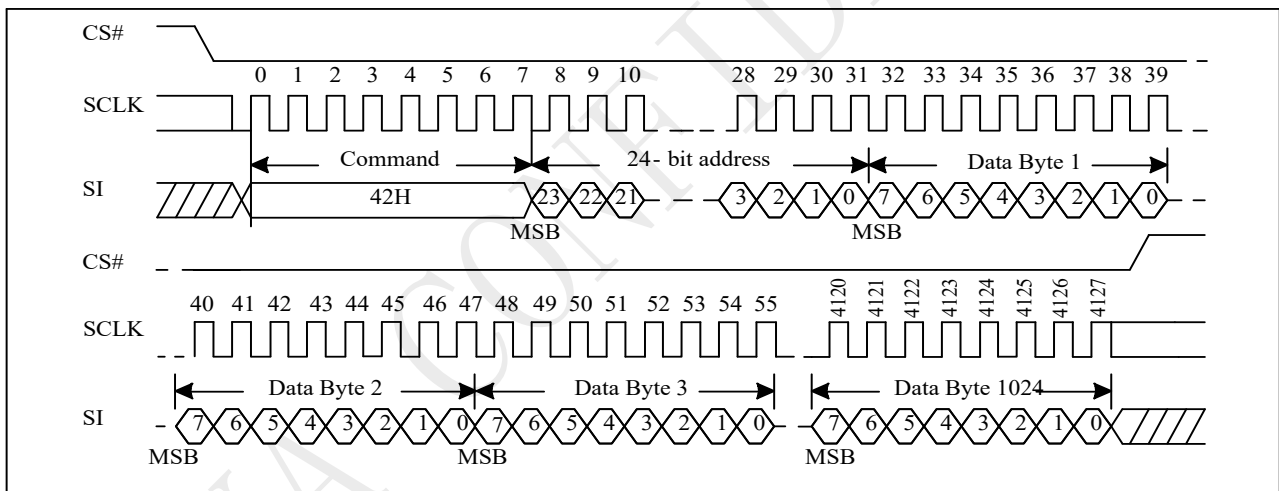 CS#
0 1 2 3 4 5 6 7 8 9 10 28 29 30 31 32 33 34 35 36 37 38 39
SCLK
Command 24- bit address Data Byte 1
SI 42H 23 22 21 3 2 1 0 7 6 5 4 3 2 1 0
MSB MSB
CS#
40 41 42 43 44 45 46 47 48 49 50 51 52 53 54 55 4120 4121 4122 4123 4124 4125 4126 4127
SCLK
Data Byte 2 Data Byte 3 Data Byte 1024
SI 7 6 5 4 3 2 1 0 7 6 5 4 3 2 1 0 7 6 5 4 3 2 1 0
MSB MSB MSB